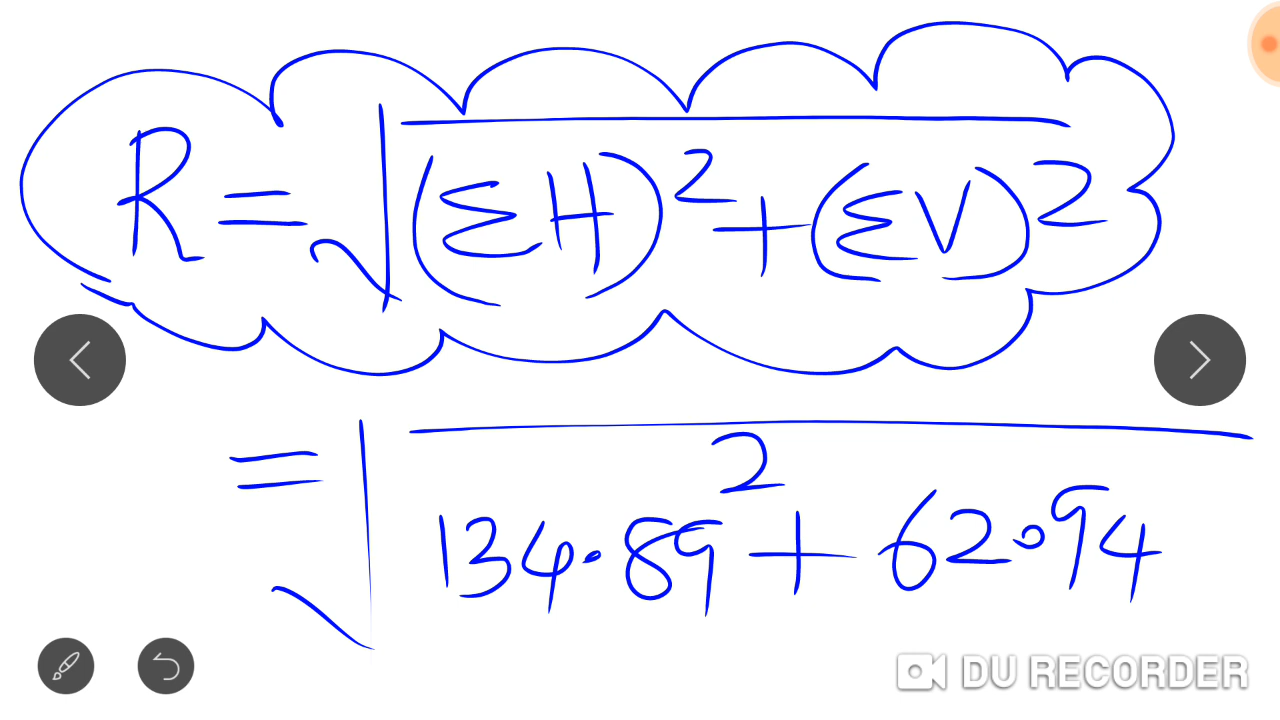 R = √(ΣH)² + (ΣV)²
= √134.89² + 62.94
DU RECORDER